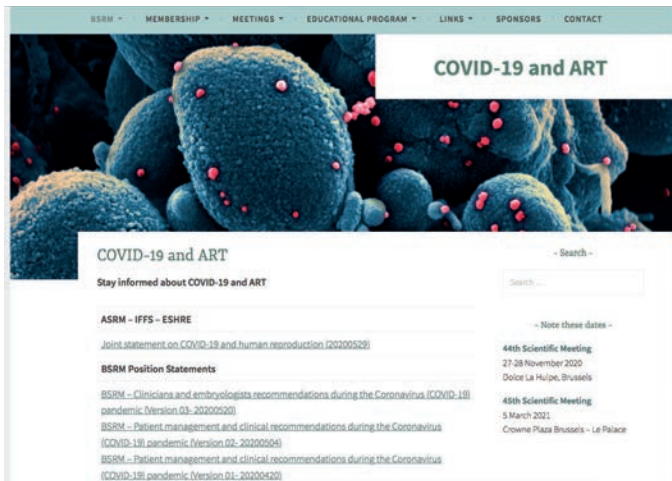 BSRM MEMBERSHIP MEETINGS EDUCATIONAL PROGRAM LINKS SPONSORS CONTACT
COVID-19 and ART
COVID-19 and ART
Stay informed about COVID-19 and ART
ASRM – IFFS – ESHRE
Joint statement on COVID-19 and human reproduction (20200529)
BSRM Position Statements
BSRM – Clinicians and embryologists recommendations during the Coronavirus (COVID-19)
pandemic (Version 03- 20200520)
BSRM – Patient management and clinical recommendations during the Coronavirus
(COVID-19) pandemic (Version 02- 20200504)
BSRM – Patient management and clinical recommendations during the Coronavirus
(COVID-19) pandemic (Version 01- 20200420)
– Search –
Search ...
– Note these dates –
44th Scientific Meeting
27-28 November 2020
Dolce La Hulpe, Brussels
45th Scientific Meeting
5 March 2021
Crowne Plaza Brussels – Le Palace